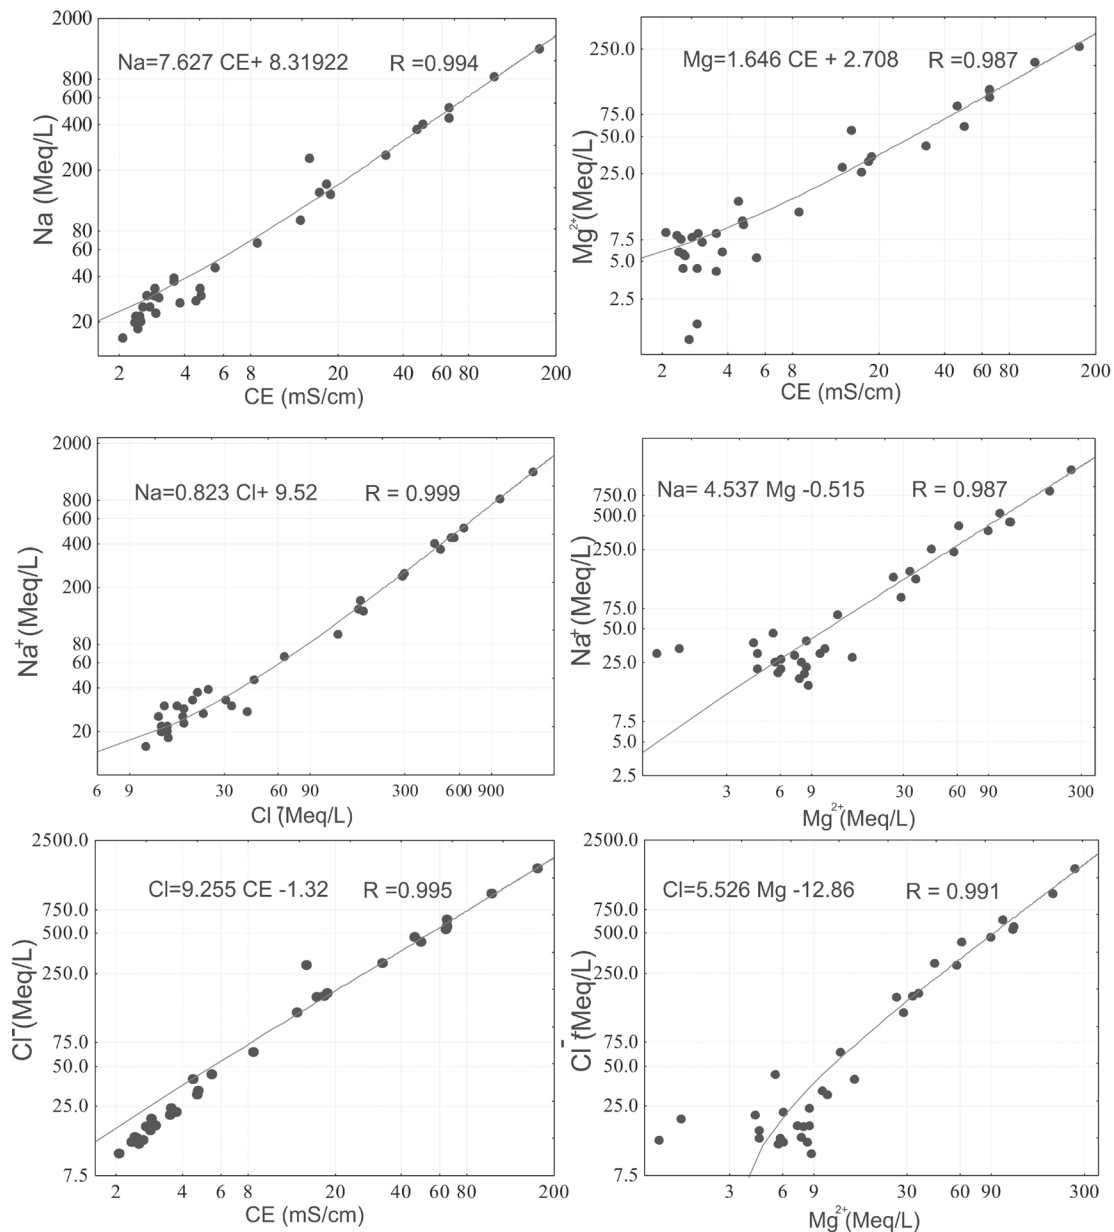 2000
800
600
400
200
80
60
40
20
Na (Meq/L)
Na=7.627 CE+ 8.31922
R =0.994
2 4 6 8 20 40 60 80 200
CE (mS/cm)
250.0
75.0
50.0
25.0
7.5
5.0
2.5
Mg²⁺(Meq/L)
Mg=1.646 CE + 2.708
R =0.987
2 4 6 8 20 40 60 80 200
CE (mS/cm)
2000
800
600
400
200
80
60
40
20
Na⁺(Meq/L)
Na=0.823 Cl+ 9.52
R = 0.999
6 9 30 60 90 300 600 900
Cl⁻(Meq/L)
750.0
500.0
250.0
75.0
50.0
25.0
7.5
5.0
2.5
Na⁺(Meq/L)
Na= 4.537 Mg -0.515
R = 0.987
3 6 9 30 60 90 300
Mg²⁺(Meq/L)
2500.0
750.0
500.0
250.0
75.0
50.0
25.0
7.5
Cl⁻(Meq/L)
Cl=9.255 CE -1.32
R =0.995
2 4 6 8 20 40 60 80 200
CE (mS/cm)
2500.0
750.0
500.0
250.0
75.0
50.0
25.0
7.5
Cl⁻(Meq/L)
Cl=5.526 Mg -12.86
R = 0.991
3 6 9 30 60 90 300
Mg²⁺(Meq/L)